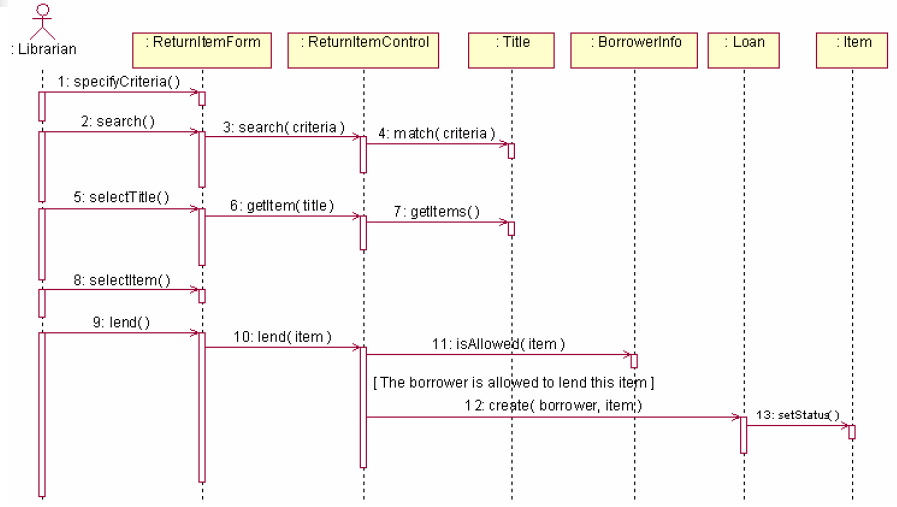 : Librarian
: ReturnItemForm
: ReturnItemControl
: Title
: BorrowerInfo
: Loan
: Item
1: specifyCriteria( )
2: search( )
3: search( criteria )
4: match( criteria )
5: selectTitle( )
6: getItem( title )
7: getItems( )
8: selectItem( )
9: lend( )
10: lend( item )
11: isAllowed( item )
[ The borrower is allowed to lend this item ]
12: create( borrower, item; )
13: setStatus( )